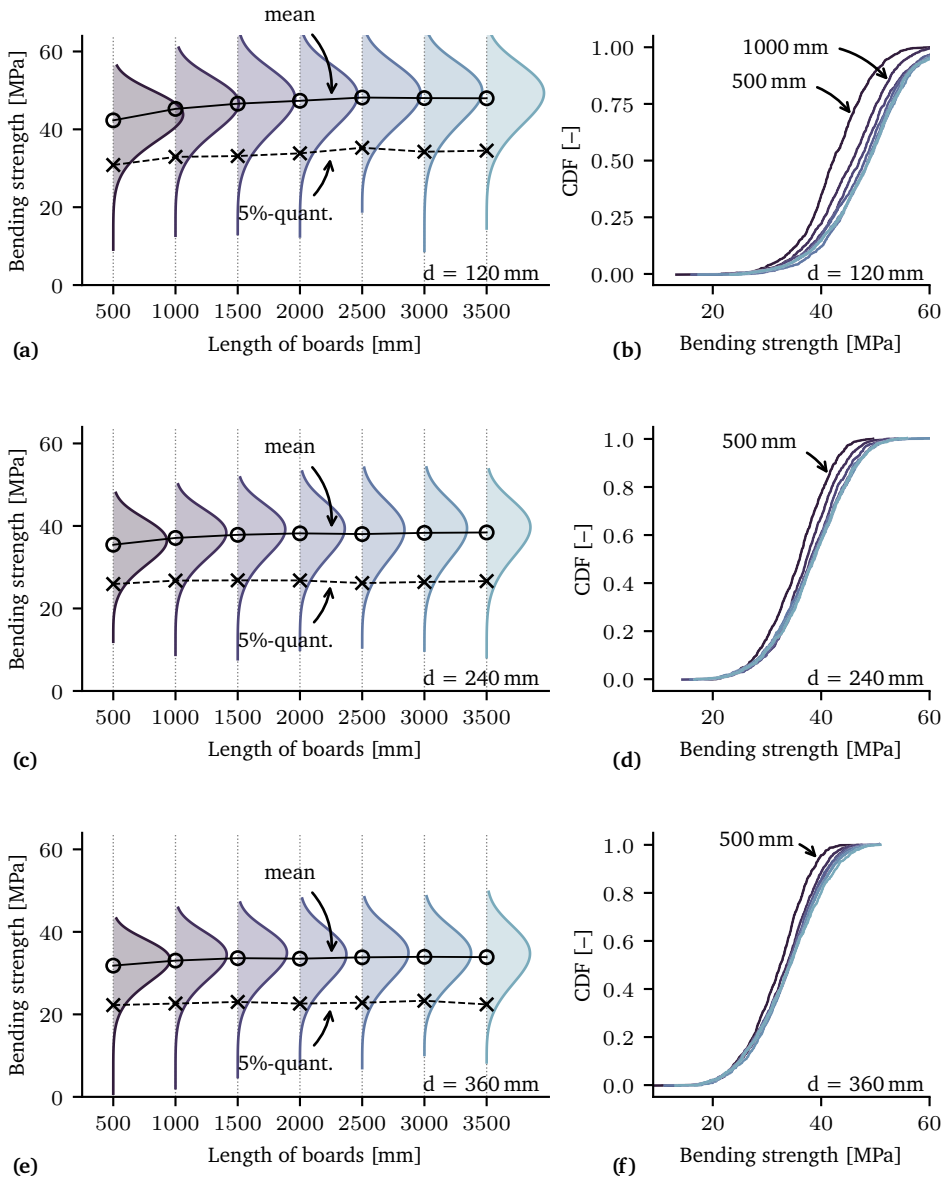 mean
60
40
20
0
Bending strength [MPa]
5%-quant.
d = 120 mm
500 1000 1500 2000 2500 3000 3500
Length of boards [mm]
(a)
1.00
0.75
0.50
0.25
0.00
CDF [−]
1000 mm
500 mm
d = 120 mm
20 40 60
Bending strength [MPa]
(b)
60
40
20
0
Bending strength [MPa]
mean
5%-quant.
d = 240 mm
500 1000 1500 2000 2500 3000 3500
Length of boards [mm]
(c)
1.0
0.8
0.6
0.4
0.2
0.0
CDF [−]
500 mm
d = 240 mm
20 40 60
Bending strength [MPa]
(d)
60
40
20
0
Bending strength [MPa]
mean
5%-quant.
d = 360 mm
500 1000 1500 2000 2500 3000 3500
Length of boards [mm]
(e)
1.0
0.8
0.6
0.4
0.2
0.0
CDF [−]
500 mm
d = 360 mm
20 40 60
Bending strength [MPa]
(f)